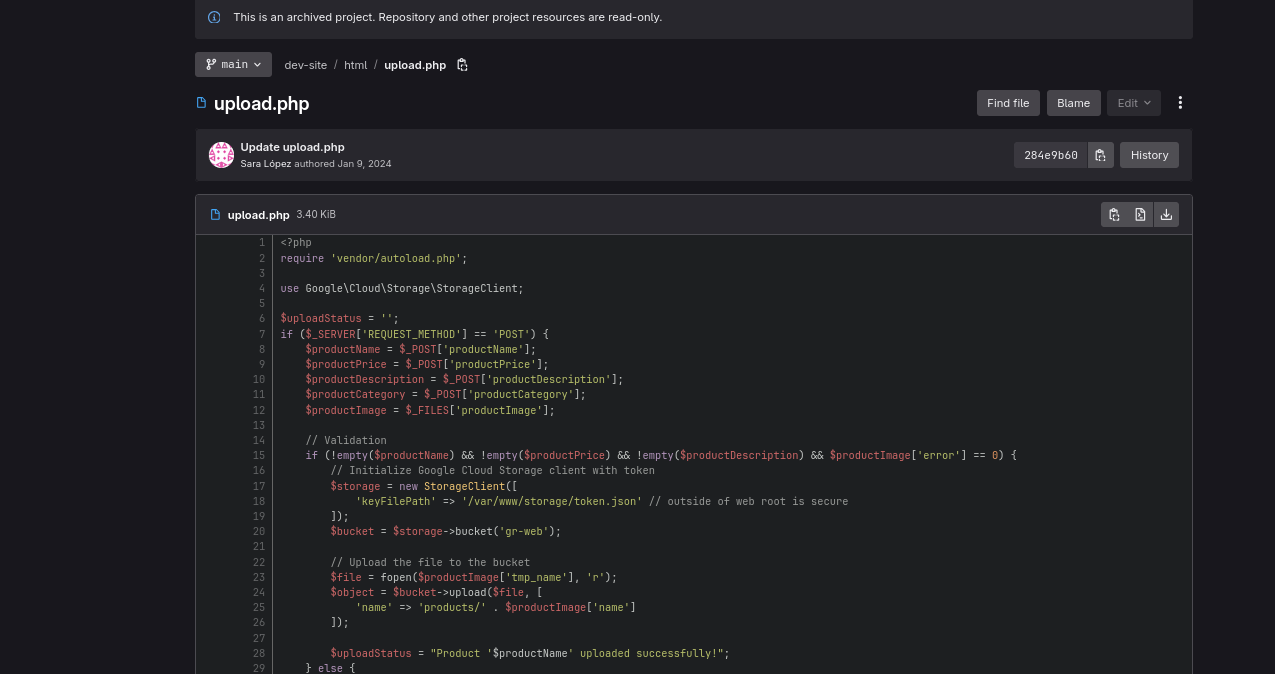 This is an archived project. Repository and other project resources are read-only.
main
dev-site / html / upload.php
upload.php
Find file
Blame
Edit
Update upload.php
Sara López authored Jan 9, 2024
284e9b60
History
upload.php 3.40 KiB
1 <?php
2 require 'vendor/autoload.php';
3
4 use Google\Cloud\Storage\StorageClient;
5
6 $uploadStatus = '';
7 if ($_SERVER['REQUEST_METHOD'] == 'POST') {
8     $productName = $_POST['productName'];
9     $productPrice = $_POST['productPrice'];
10     $productDescription = $_POST['productDescription'];
11     $productCategory = $_POST['productCategory'];
12     $productImage = $_FILES['productImage'];
13
14     // Validation
15     if (!empty($productName) && !empty($productPrice) && !empty($productDescription) && $productImage['error'] == 0) {
16         // Initialize Google Cloud Storage client with token
17         $storage = new StorageClient([
18             'keyFilePath' => '/var/www/storage/token.json' // outside of web root is secure
19         ]);
20         $bucket = $storage->bucket('gr-web');
21
22         // Upload the file to the bucket
23         $file = fopen($productImage['tmp_name'], 'r');
24         $object = $bucket->upload($file, [
25             'name' => 'products/' . $productImage['name']
26         ]);
27
28         $uploadStatus = "Product '$productName' uploaded successfully!";
29     } else {